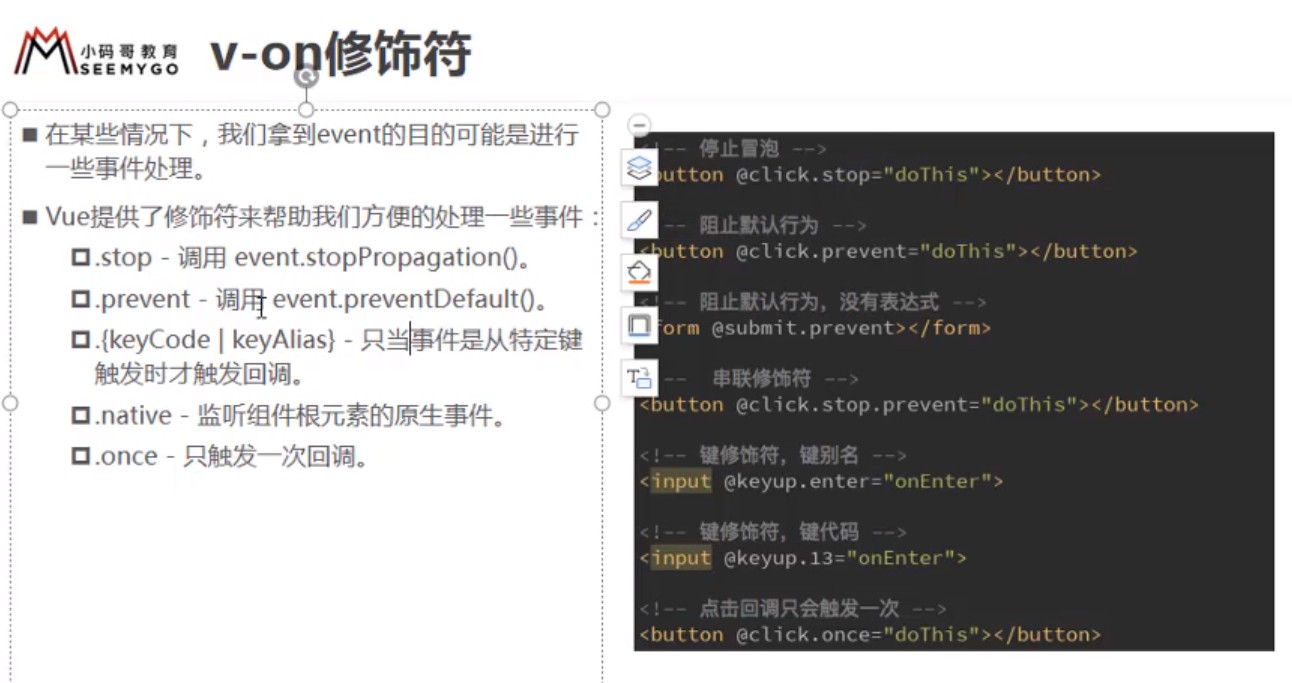 小码哥教育
SEEMYGO
v-on修饰符
在某些情况下，我们拿到event的目的可能是进行
一些事件处理。
Vue提供了修饰符来帮助我们方便的处理一些事件：
.stop - 调用 event.stopPropagation()。
.prevent - 调用 event.preventDefault()。
.{keyCode | keyAlias} - 只当事件是从特定键
触发时才触发回调。
.native - 监听组件根元素的原生事件。
.once - 只触发一次回调。
!-- 停止冒泡 -->
button @click.stop="doThis"></button>
-- 阻止默认行为 -->
<button @click.prevent="doThis"></button>
<!-- 阻止默认行为，没有表达式 -->
form @submit.prevent></form>
-- 串联修饰符 -->
<button @click.stop.prevent="doThis"></button>
<!-- 键修饰符，键别名 -->
<input @keyup.enter="onEnter">
<!-- 键修饰符，键代码 -->
<input @keyup.13="onEnter">
<!-- 点击回调只会触发一次 -->
<button @click.once="doThis"></button>